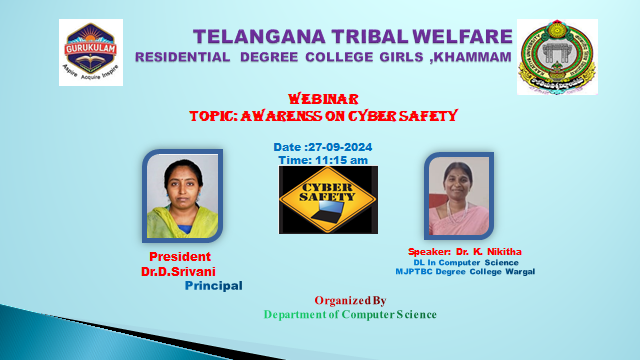 GURUKULAM
Aspire Acquire Inspire
TELANGANA TRIBAL WELFARE
RESIDENTIAL DEGREE COLLEGE GIRLS ,KHAMMAM
WEBINAR
TOPIC: AWARENSS ON CYBER SAFETY
Date :27-09-2024
Time: 11:15 am
CYBER
SAFETY
President
Dr.D.Srivani
Principal
Speaker: Dr. K. Nikitha
DL In Computer Science
MJPTBC Degree College Wargal
Organized By
Department of Computer Science